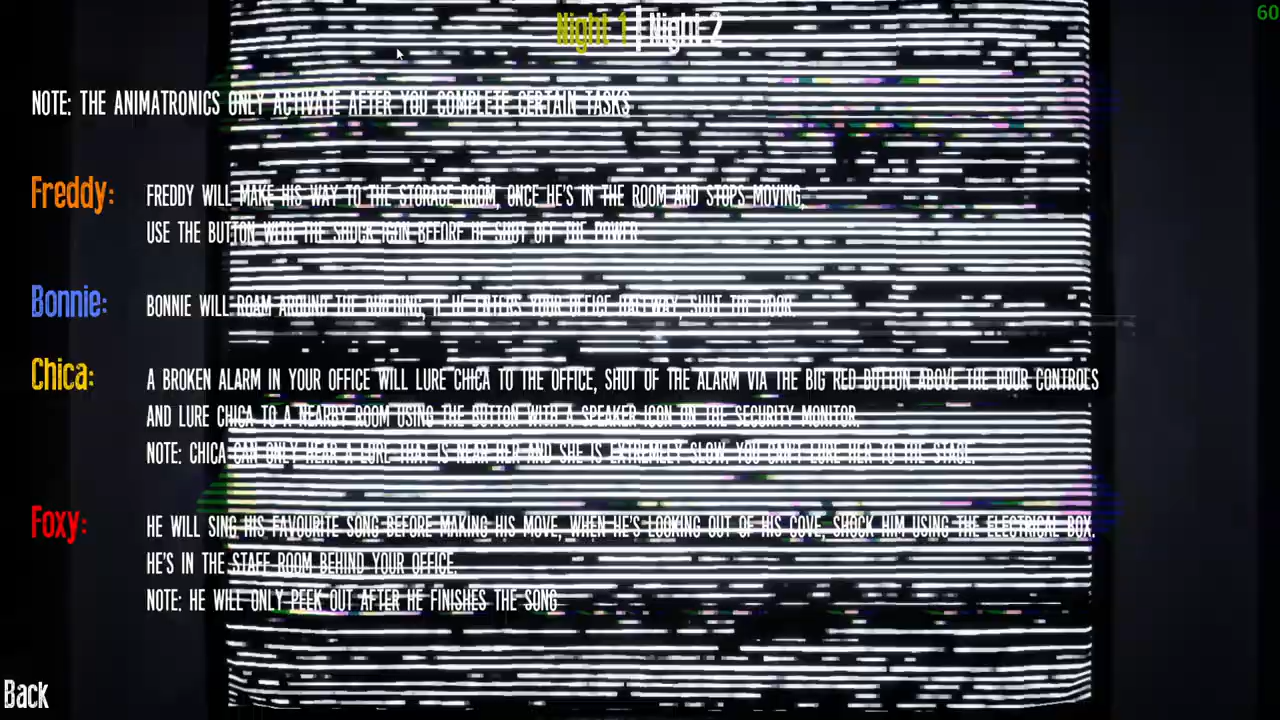 60
Night 1 | Night 2
NOTE: THE ANIMATRONICS ONLY ACTIVATE AFTER YOU COMPLETE CERTAIN TASKS
Freddy: FREDDY WILL MAKE HIS WAY TO THE STORAGE ROOM, ONCE HE'S IN THE ROOM AND STOPS MOVING,
USE THE BUTTON WITH THE SHOCK ICON BEFORE HE SHUT OFF THE POWER
Bonnie: BONNIE WILL ROAM AROUND THE BUILDING, IF HE ENTERS YOUR OFFICE HALLWAY, SHUT THE DOOR.
Chica: A BROKEN ALARM IN YOUR OFFICE WILL LURE CHICA TO THE OFFICE, SHUT OF THE ALARM VIA THE BIG RED BUTTON ABOVE THE DOOR CONTROLS
AND LURE CHICA TO A NEARBY ROOM USING THE BUTTON WITH A SPEAKER ICON ON THE SECURITY MONITOR.
NOTE: CHICA CAN ONLY HEAR A LURE THAT IS NEAR HER AND SHE IS EXTREMELY SLOW, YOU CAN'T LURE HER TO THE STAGE.
Foxy: HE WILL SING HIS FAVOURITE SONG BEFORE MAKING HIS MOVE, WHEN HE'S LOOKING OUT OF HIS COVE, SHOCK HIM USING THE ELECTRICAL BOX.
HE'S IN THE STAFF ROOM BEHIND YOUR OFFICE.
NOTE: HE WILL ONLY PEEK OUT AFTER HE FINISHES THE SONG
Back